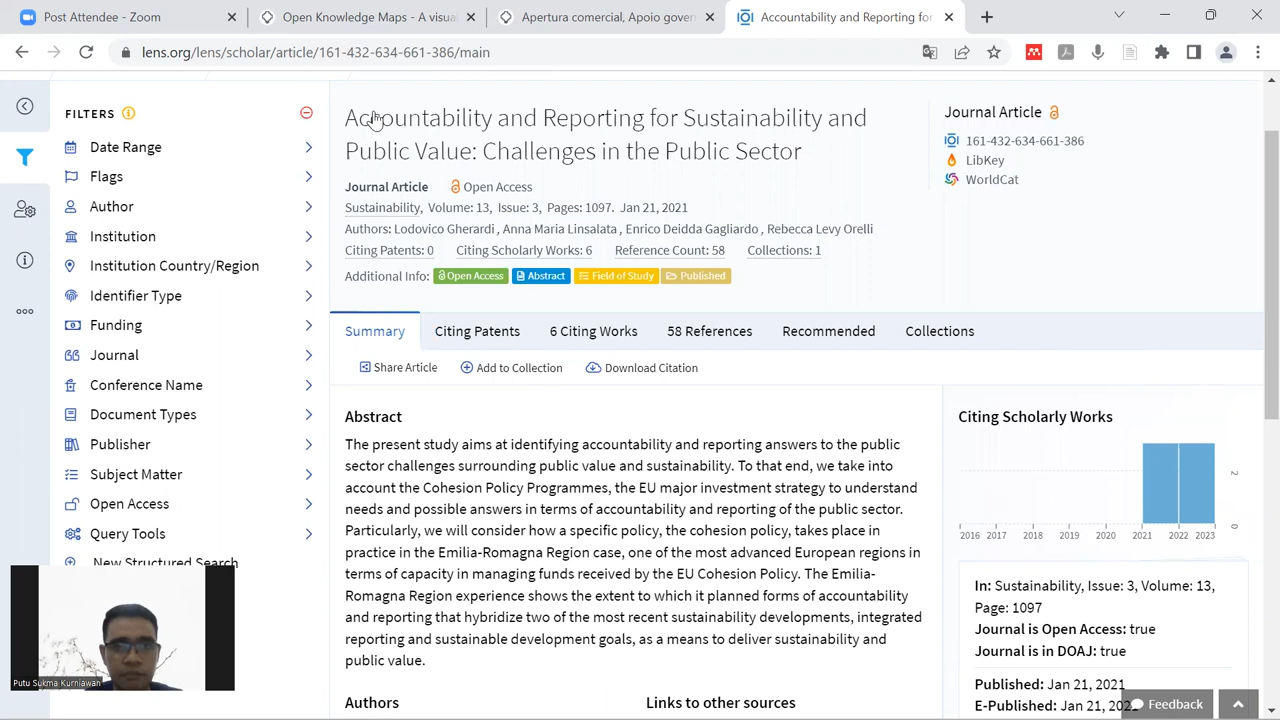 Post Attendee - Zoom
Open Knowledge Maps - A visual
Apertura comercial, Apoio gover
Accountability and Reporting for
lens.org/lens/scholar/article/161-432-634-661-386/main
FILTERS
Date Range
Flags
Author
Institution
Institution Country/Region
Identifier Type
Funding
Journal
Conference Name
Document Types
Publisher
Subject Matter
Open Access
Query Tools
New Structured Search
Putu Sukma Kurniawan
Accountability and Reporting for Sustainability and
Public Value: Challenges in the Public Sector
Journal Article Open Access
Sustainability, Volume: 13, Issue: 3, Pages: 1097. Jan 21, 2021
Authors: Lodovico Gherardi , Anna Maria Linsalata , Enrico Deidda Gagliardo , Rebecca Levy Orelli
Citing Patents: 0 Citing Scholarly Works: 6 Reference Count: 58 Collections: 1
Additional Info: Open Access Abstract Field of Study Published
Journal Article
161-432-634-661-386
LibKey
WorldCat
Summary Citing Patents 6 Citing Works 58 References Recommended Collections
Share Article Add to Collection Download Citation
Abstract
The present study aims at identifying accountability and reporting answers to the public
sector challenges surrounding public value and sustainability. To that end, we take into
account the Cohesion Policy Programmes, the EU major investment strategy to understand
needs and possible answers in terms of accountability and reporting of the public sector.
Particularly, we will consider how a specific policy, the cohesion policy, takes place in
practice in the Emilia-Romagna Region case, one of the most advanced European regions in
terms of capacity in managing funds received by the EU Cohesion Policy. The Emilia-
Romagna Region experience shows the extent to which it planned forms of accountability
and reporting that hybridize two of the most recent sustainability developments, integrated
reporting and sustainable development goals, as a means to deliver sustainability and
public value.
Authors Links to other sources
Citing Scholarly Works
2
0
2016 2017 2018 2019 2020 2021 2022 2023
In: Sustainability, Issue: 3, Volume: 13,
Page: 1097
Journal is Open Access: true
Journal is in DOAJ: true
Published: Jan 21, 2021
E-Published: Jan 21, 202
Feedback